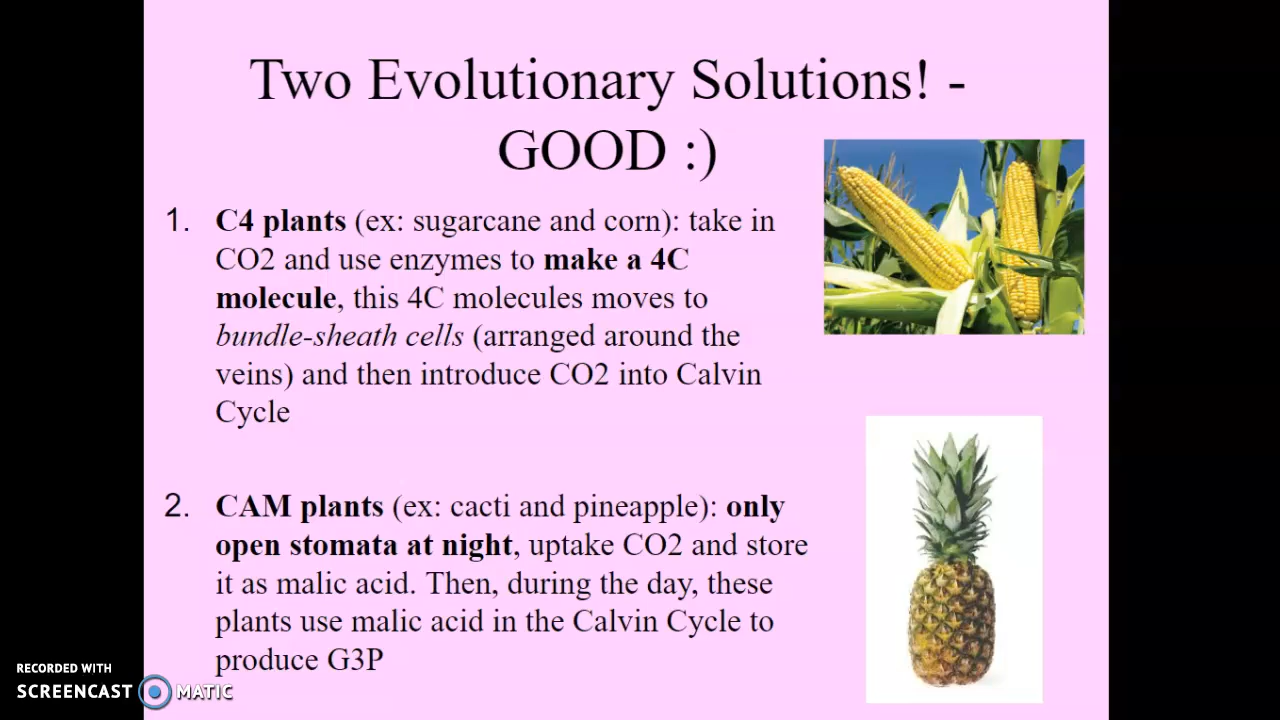 Two Evolutionary Solutions! -
GOOD :)
1. C4 plants (ex: sugarcane and corn): take in
CO2 and use enzymes to make a 4C
molecule, this 4C molecules moves to
bundle-sheath cells (arranged around the
veins) and then introduce CO2 into Calvin
Cycle
2. CAM plants (ex: cacti and pineapple): only
open stomata at night, uptake CO2 and store
it as malic acid. Then, during the day, these
plants use malic acid in the Calvin Cycle to
produce G3P
RECORDED WITH
SCREENCAST MATIC